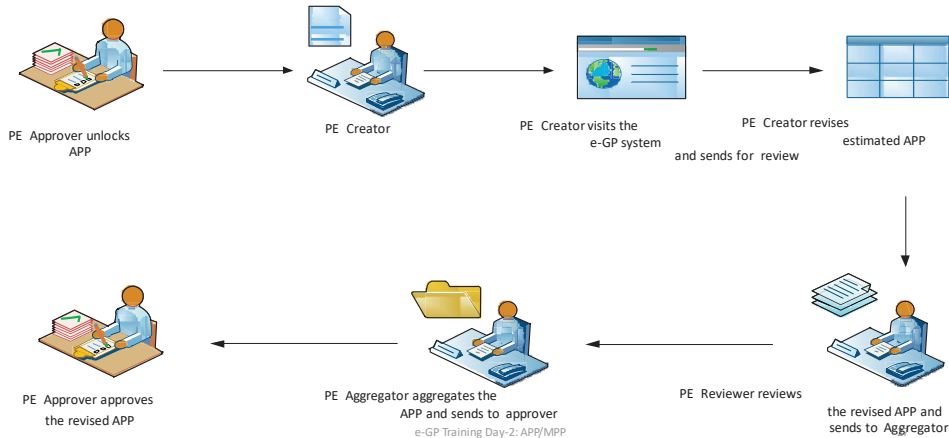 PE Approver unlocks
APP
PE Creator
PE Creator visits the
e-GP system
PE Creator revises
estimated APP
and sends for review
PE Approver approves
the revised APP
PE Aggregator aggregates the
APP and sends to approver
PE Reviewer reviews
the revised APP and
sends to Aggregator
e-GP Training Day-2: APP/MPP